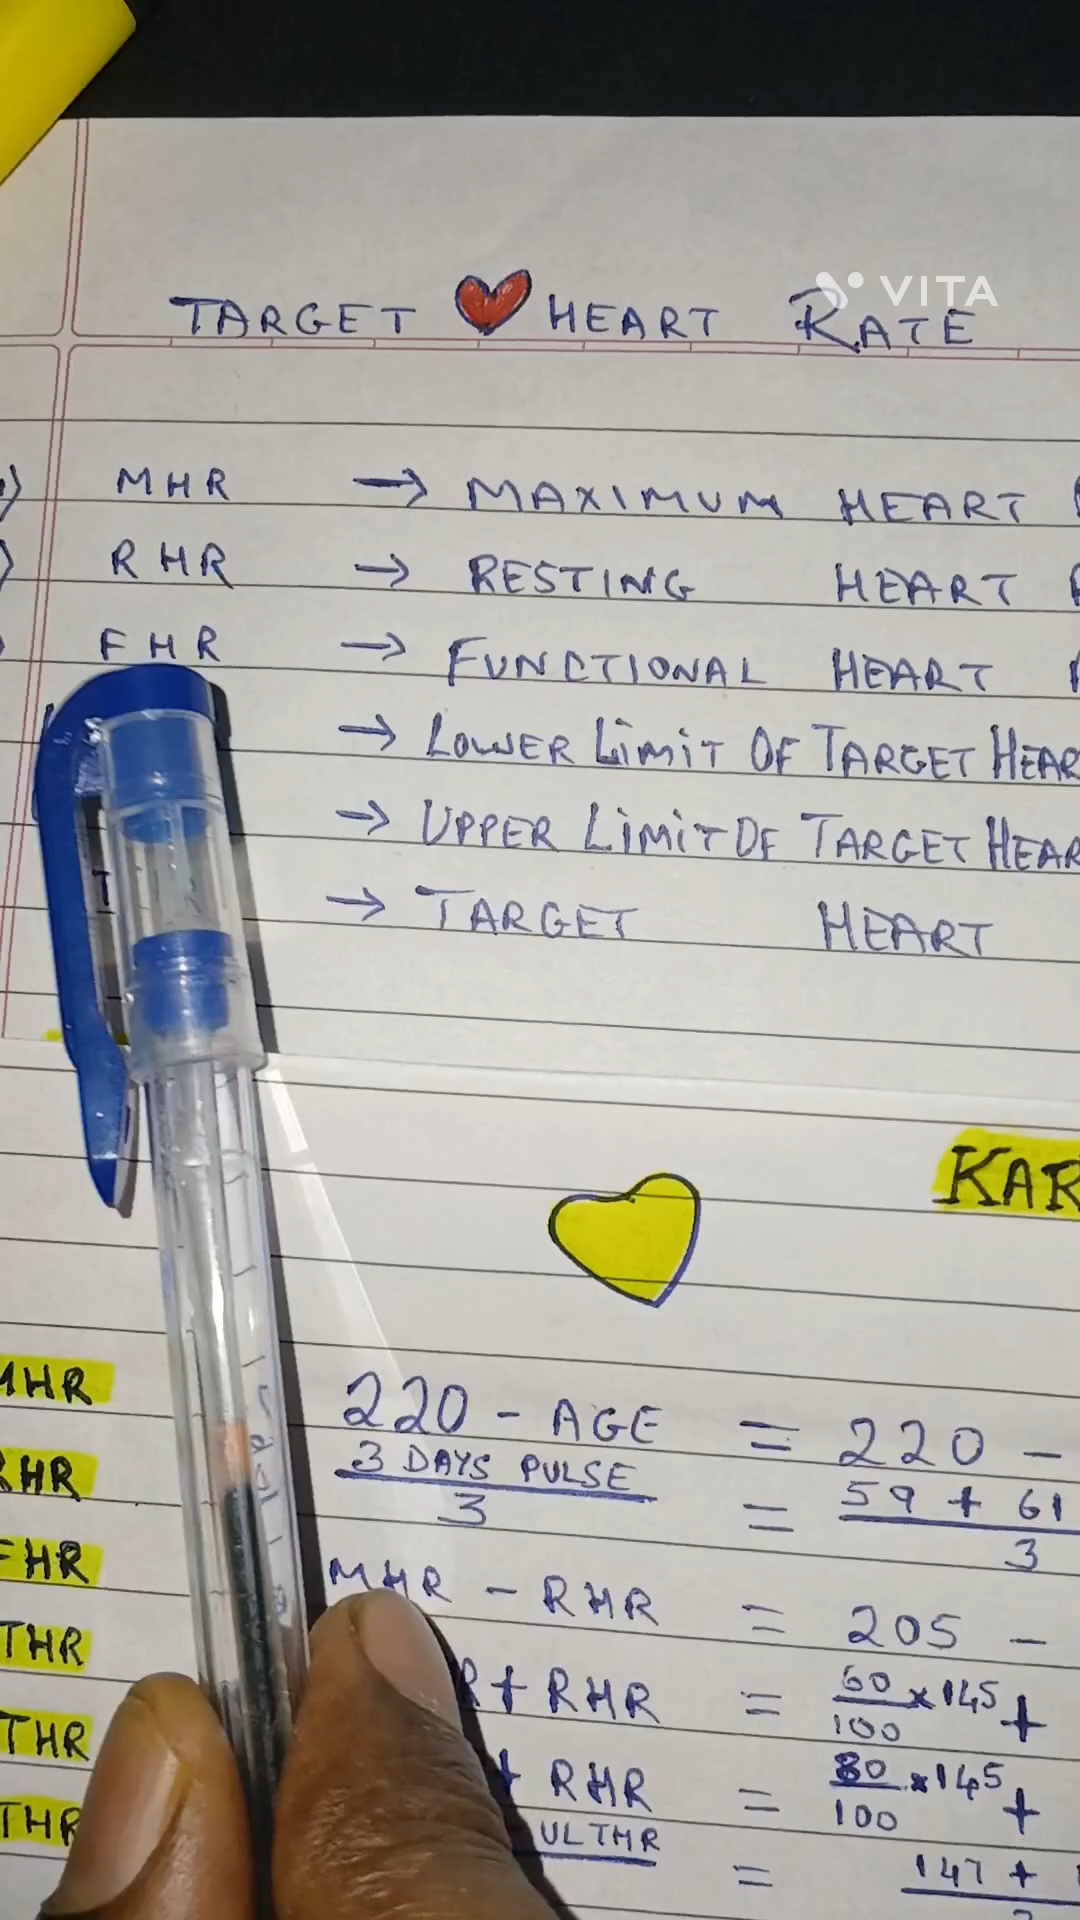 VITA
TARGET HEART RATE
MHR → MAXIMUM HEART
RHR → RESTING HEART
FHR → FUNCTIONAL HEART
→ LOWER LIMIT OF TARGET HEAR
→ UPPER LIMIT OF TARGET HEAR
T → TARGET HEART
KAR
MHR 220 - AGE = 220 -
RHR 3 DAYS PULSE / 3 = 59 + 61 / 3
FHR MHR - RHR = 205 -
THR R + RHR = 60/100 × 145 +
THR + RHR = 80/100 × 145 +
THR ULTHR = 147 +